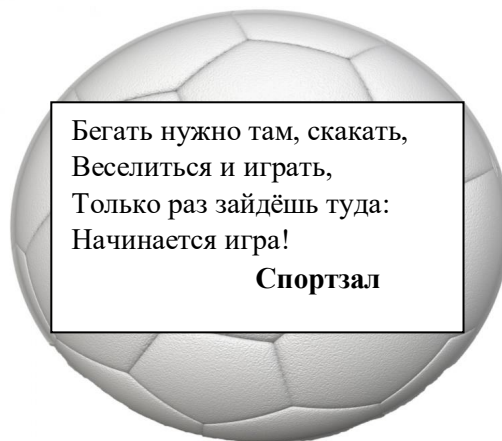 Бегать нужно там, скакать,
Веселиться и играть,
Только раз зайдёшь туда:
Начинается игра!
Спортзал